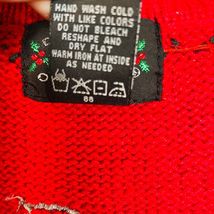 HAND WASH COLD
WITH LIKE COLORS
DO NOT BLEACH
RESHAPE AND
DRY FLAT
WARM IRON AT INSIDE
AS NEEDED
88